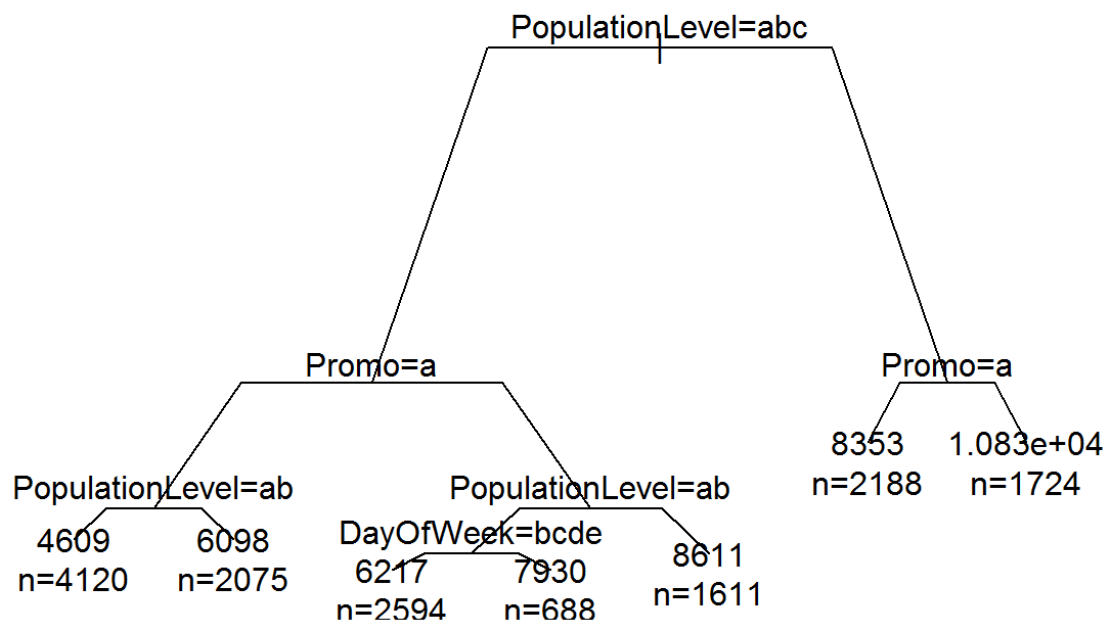 PopulationLevel=abc
Promo=a
Promo=a
8353
n=2188
1.083e+04
n=1724
PopulationLevel=ab
4609
n=4120
6098
n=2075
PopulationLevel=ab
DayOfWeek=bcde
6217
n=2594
7930
n=688
8611
n=1611